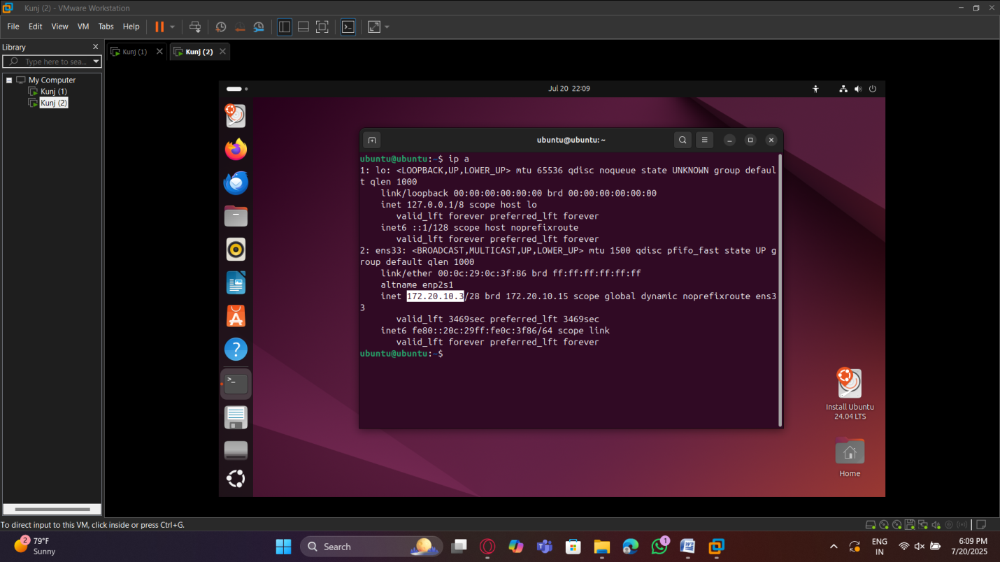 Kunj (2) - VMware Workstation
File Edit View VM Tabs Help
Library
Type here to sea...
My Computer
Kunj (1)
Kunj (2)
Kunj (1)
Kunj (2)
Jul 20 22:09
ubuntu@ubuntu: ~
ubuntu@ubuntu:~$ ip a
1: lo: <LOOPBACK,UP,LOWER_UP> mtu 65536 qdisc noqueue state UNKNOWN group defaul
t qlen 1000
link/loopback 00:00:00:00:00:00 brd 00:00:00:00:00:00
inet 127.0.0.1/8 scope host lo
valid_lft forever preferred_lft forever
inet6 ::1/128 scope host noprefixroute
valid_lft forever preferred_lft forever
2: ens33: <BROADCAST,MULTICAST,UP,LOWER_UP> mtu 1500 qdisc pfifo_fast state UP g
roup default qlen 1000
link/ether 00:0c:29:0c:3f:86 brd ff:ff:ff:ff:ff:ff
altname enp2s1
inet 172.20.10.3/28 brd 172.20.10.15 scope global dynamic noprefixroute ens3
3
valid_lft 3469sec preferred_lft 3469sec
inet6 fe80::20c:29ff:fe0c:3f86/64 scope link
valid_lft forever preferred_lft forever
ubuntu@ubuntu:~$
Install Ubuntu
24.04 LTS
Home
To direct input to this VM, click inside or press Ctrl+G.
2
79°F
Sunny
Search
1
ENG
IN
6:09 PM
7/20/2025